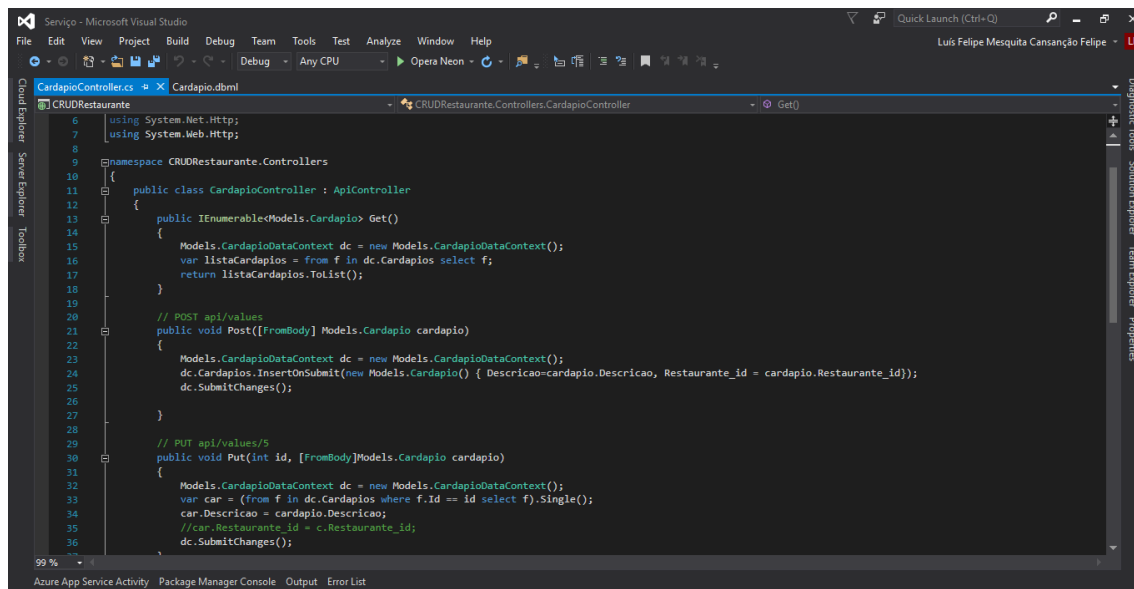 Serviço - Microsoft Visual Studio
Quick Launch (Ctrl+Q)
File Edit View Project Build Debug Team Tools Test Analyze Window Help
Luís Felipe Mesquita Cansanção Felipe
Debug Any CPU Opera Neon
CardapioController.cs Cardapio.dbml
CRUDRestaurante CRUDRestaurante.Controllers.CardapioController Get()
Cloud Explorer
Server Explorer
Toolbox
6 using System.Net.Http;
7 using System.Web.Http;
8
9 namespace CRUDRestaurante.Controllers
10 {
11 public class CardapioController : ApiController
12 {
13 public IEnumerable<Models.Cardapio> Get()
14 {
15 Models.CardapioDataContext dc = new Models.CardapioDataContext();
16 var listaCardapios = from f in dc.Cardapios select f;
17 return listaCardapios.ToList();
18 }
19
20 // POST api/values
21 public void Post([FromBody] Models.Cardapio cardapio)
22 {
23 Models.CardapioDataContext dc = new Models.CardapioDataContext();
24 dc.Cardapios.InsertOnSubmit(new Models.Cardapio() { Descricao=cardapio.Descricao, Restaurante_id = cardapio.Restaurante_id});
25 dc.SubmitChanges();
26
27 }
28
29 // PUT api/values/5
30 public void Put(int id, [FromBody]Models.Cardapio cardapio)
31 {
32 Models.CardapioDataContext dc = new Models.CardapioDataContext();
33 var car = (from f in dc.Cardapios where f.Id == id select f).Single();
34 car.Descricao = cardapio.Descricao;
35 //car.Restaurante_id = c.Restaurante_id;
36 dc.SubmitChanges();
Diagnostic Tools
Solution Explorer
Team Explorer
Properties
99 %
Azure App Service Activity Package Manager Console Output Error List